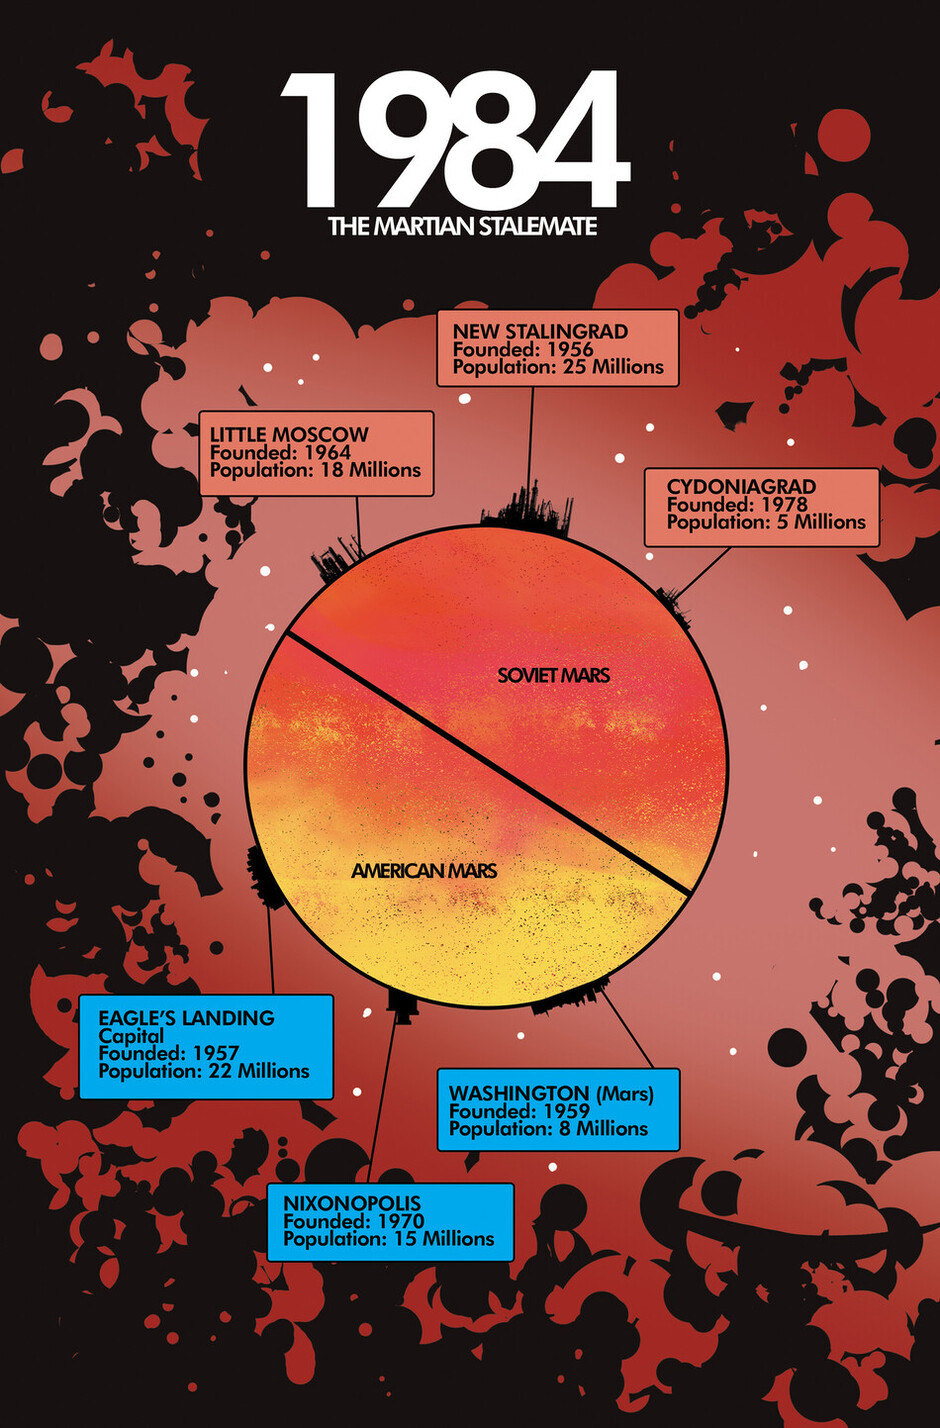 1984
THE MARTIAN STALEMATE
NEW STALINGRAD
Founded: 1956
Population: 25 Millions
LITTLE MOSCOW
Founded: 1964
Population: 18 Millions
CYDONIAGRAD
Founded: 1978
Population: 5 Millions
SOVIET MARS
AMERICAN MARS
EAGLE'S LANDING
Capital
Founded: 1957
Population: 22 Millions
WASHINGTON (Mars)
Founded: 1959
Population: 8 Millions
NIXONOPOLIS
Founded: 1970
Population: 15 Millions